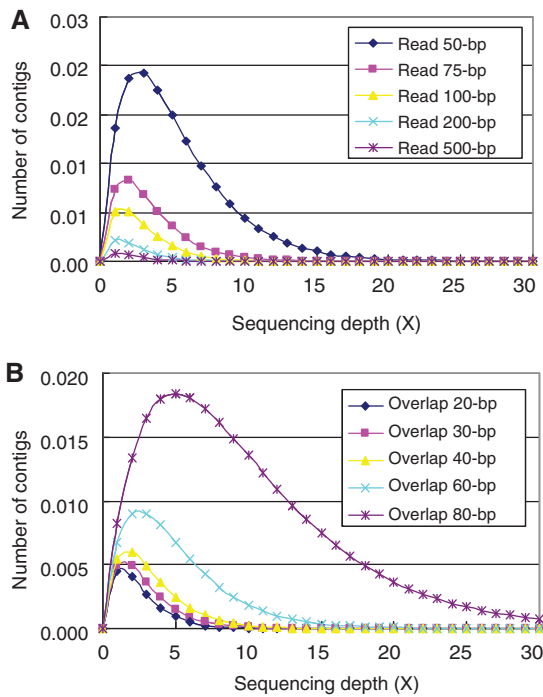 A
0.03
0.02
0.02
0.01
0.01
0.00
Number of contigs
Read 50-bp
Read 75-bp
Read 100-bp
Read 200-bp
Read 500-bp
0 5 10 15 20 25 30
Sequencing depth (X)
B
0.020
0.015
0.010
0.005
0.000
Number of contigs
Overlap 20-bp
Overlap 30-bp
Overlap 40-bp
Overlap 60-bp
Overlap 80-bp
0 5 10 15 20 25 30
Sequencing depth (X)